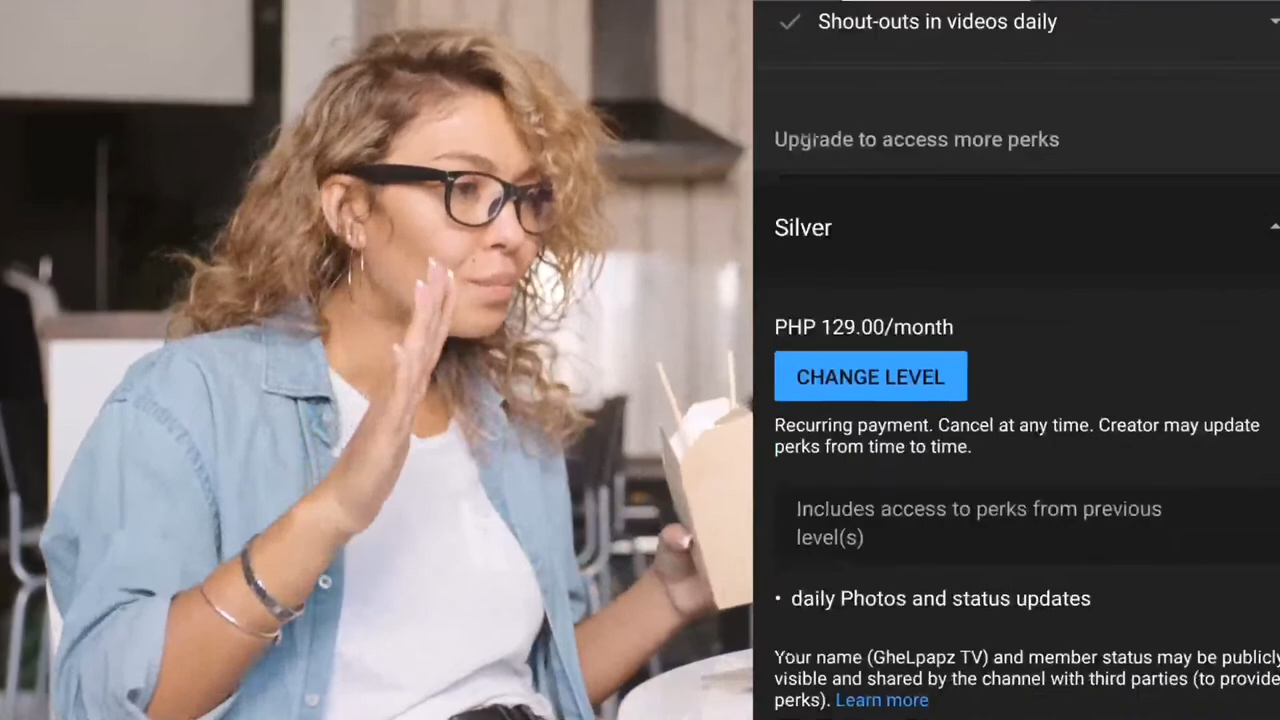 Shout-outs in videos daily
Upgrade to access more perks
Silver
PHP 129.00/month
CHANGE LEVEL
Recurring payment. Cancel at any time. Creator may update
perks from time to time.
Includes access to perks from previous
level(s)
• daily Photos and status updates
Your name (GheLpapz TV) and member status may be publicly
visible and shared by the channel with third parties (to provide
perks). Learn more